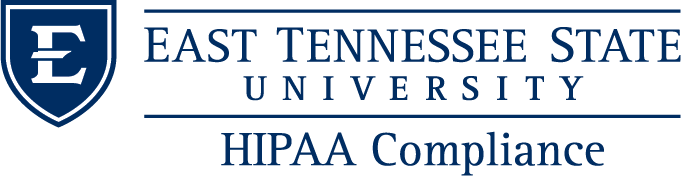 E
EAST TENNESSEE STATE
UNIVERSITY
HIPAA Compliance